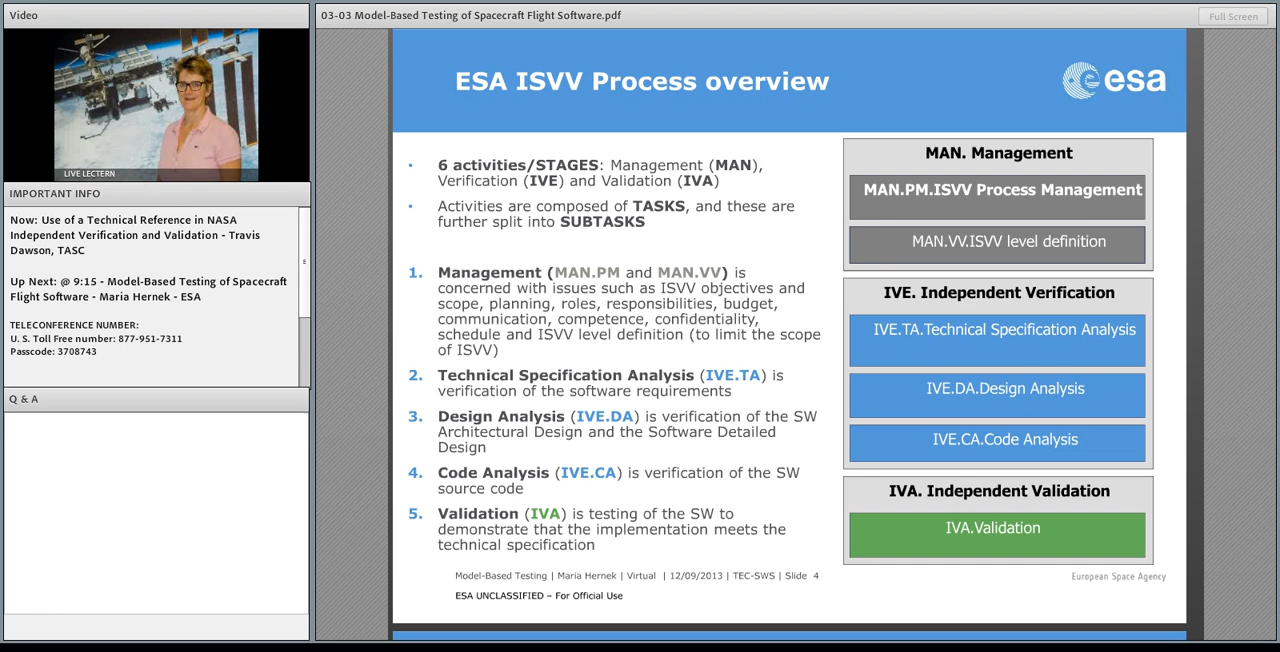 Video
LIVE LECTERN
IMPORTANT INFO
Now: Use of a Technical Reference in NASA
Independent Verification and Validation - Travis
Dawson, TASC
Up Next: @ 9:15 - Model-Based Testing of Spacecraft
Flight Software - Maria Hernek - ESA
TELECONFERENCE NUMBER:
U. S. Toll Free number: 877-951-7311
Passcode: 3708743
Q & A
03-03 Model-Based Testing of Spacecraft Flight Software.pdf
Full Screen
ESA ISVV Process overview
esa
• 6 activities/STAGES: Management (MAN),
Verification (IVE) and Validation (IVA)
• Activities are composed of TASKS, and these are
further split into SUBTASKS
1. Management (MAN.PM and MAN.VV) is
concerned with issues such as ISVV objectives and
scope, planning, roles, responsibilities, budget,
communication, competence, confidentiality,
schedule and ISVV level definition (to limit the scope
of ISVV)
2. Technical Specification Analysis (IVE.TA) is
verification of the software requirements
3. Design Analysis (IVE.DA) is verification of the SW
Architectural Design and the Software Detailed
Design
4. Code Analysis (IVE.CA) is verification of the SW
source code
5. Validation (IVA) is testing of the SW to
demonstrate that the implementation meets the
technical specification
MAN. Management
MAN.PM.ISVV Process Management
MAN.VV.ISVV level definition
IVE. Independent Verification
IVE.TA.Technical Specification Analysis
IVE.DA.Design Analysis
IVE.CA.Code Analysis
IVA. Independent Validation
IVA.Validation
Model-Based Testing | Maria Hernek | Virtual | 12/09/2013 | TEC-SWS | Slide 4
European Space Agency
ESA UNCLASSIFIED – For Official Use